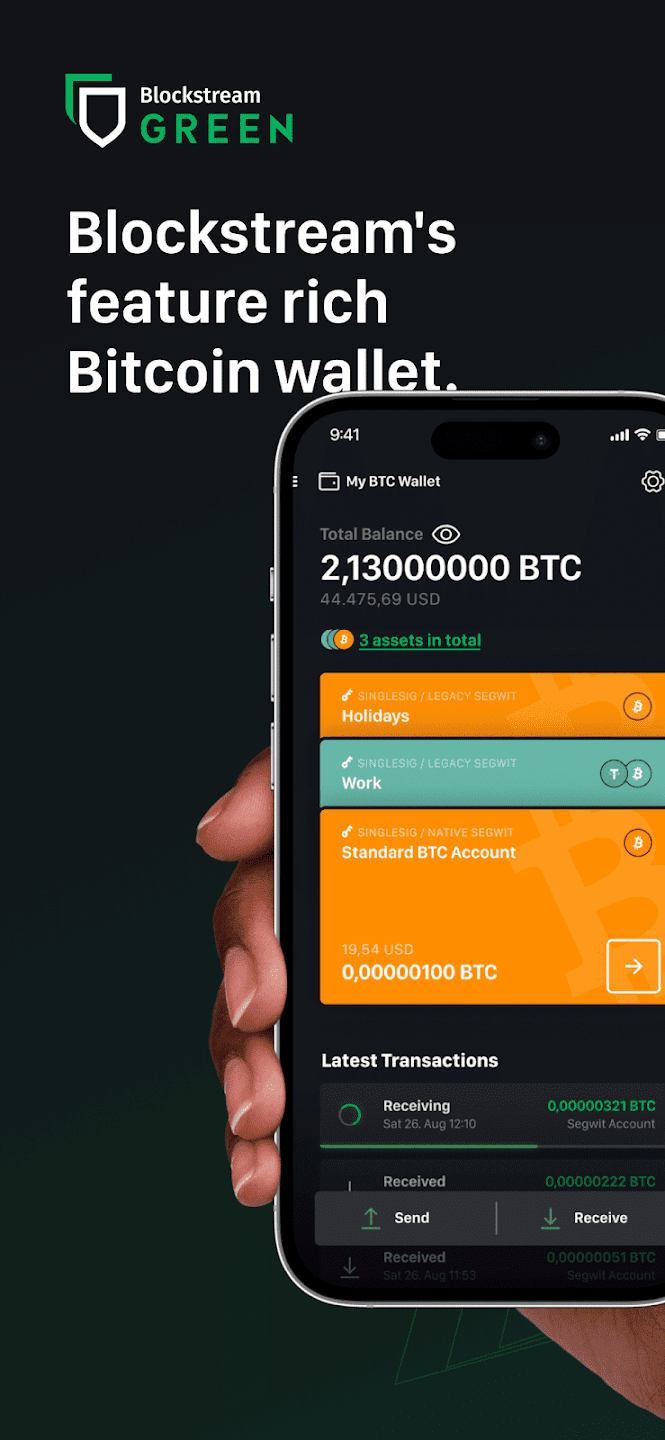 Blockstream
GREEN
Blockstream's
feature rich
Bitcoin wallet.
9:41
My BTC Wallet
Total Balance
2,13000000 BTC
44.475,69 USD
3 assets in total
SINGLESIG / LEGACY SEGWIT
Holidays
SINGLESIG / LEGACY SEGWIT
Work
SINGLESIG / NATIVE SEGWIT
Standard BTC Account
19,54 USD
0,00000100 BTC
Latest Transactions
Receiving 0,00000321 BTC
Sat 26. Aug 12:10 Segwit Account
Received 0,00000222 BTC
Send Receive
Received 0,00000051 BTC
Sat 26. Aug 11:53 Segwit Account